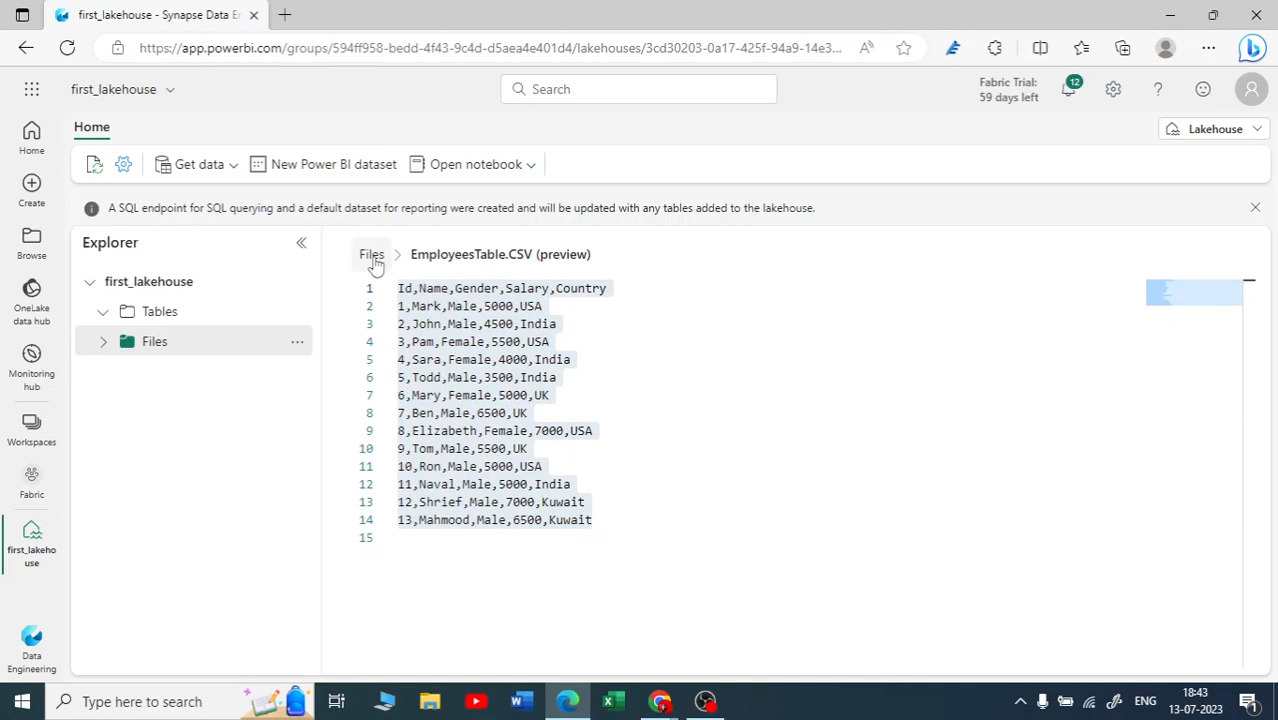 first_lakehouse - Synapse Data Er
https://app.powerbi.com/groups/594ff958-bedd-4f43-9c4d-d5aea4e401d4/lakehouses/3cd30203-0a17-425f-94a9-14e3...
first_lakehouse
Search
Fabric Trial:
59 days left
12
Home
Lakehouse
Get data
New Power BI dataset
Open notebook
A SQL endpoint for SQL querying and a default dataset for reporting were created and will be updated with any tables added to the lakehouse.
Home
Create
Browse
OneLake
data hub
Monitoring
hub
Workspaces
Fabric
first_lakeho
use
Data
Engineering
Explorer
first_lakehouse
Tables
Files
Files > EmployeesTable.CSV (preview)
1 Id,Name,Gender,Salary,Country
2 1,Mark,Male,5000,USA
3 2,John,Male,4500,India
4 3,Pam,Female,5500,USA
5 4,Sara,Female,4000,India
6 5,Todd,Male,3500,India
7 6,Mary,Female,5000,UK
8 7,Ben,Male,6500,UK
9 8,Elizabeth,Female,7000,USA
10 9,Tom,Male,5500,UK
11 10,Ron,Male,5000,USA
12 11,Naval,Male,5000,India
13 12,Shrief,Male,7000,Kuwait
14 13,Mahmood,Male,6500,Kuwait
15
Type here to search
ENG
18:43
13-07-2023
1